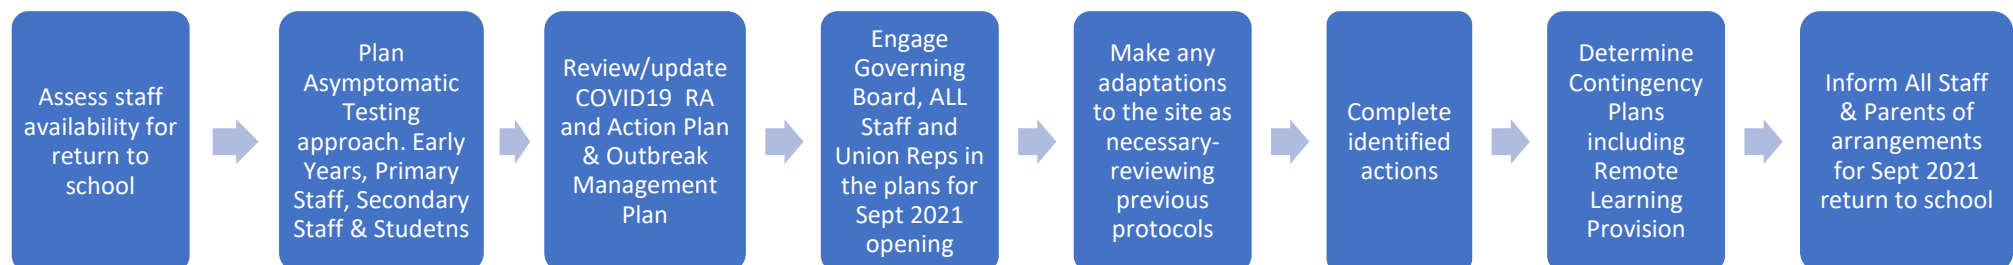 Assess staff
availability for
return to
school
Plan
Asymptomatic
Testing
approach. Early
Years, Primary
Staff, Secondary
Staff & Studetns
Review/update
COVID19  RA
and Action Plan
& Outbreak
Management
Plan
Engage
Governing
Board, ALL
Staff and
Union Reps in
the plans for
Sept 2021
opening
Make any
adaptations
to the site as
necessary-
reviewing
previous
protocols
Complete
identified
actions
Determine
Contingency
Plans
including
Remote
Learning
Provision
Inform All Staff
& Parents of
arrangements
for Sept 2021
return to school